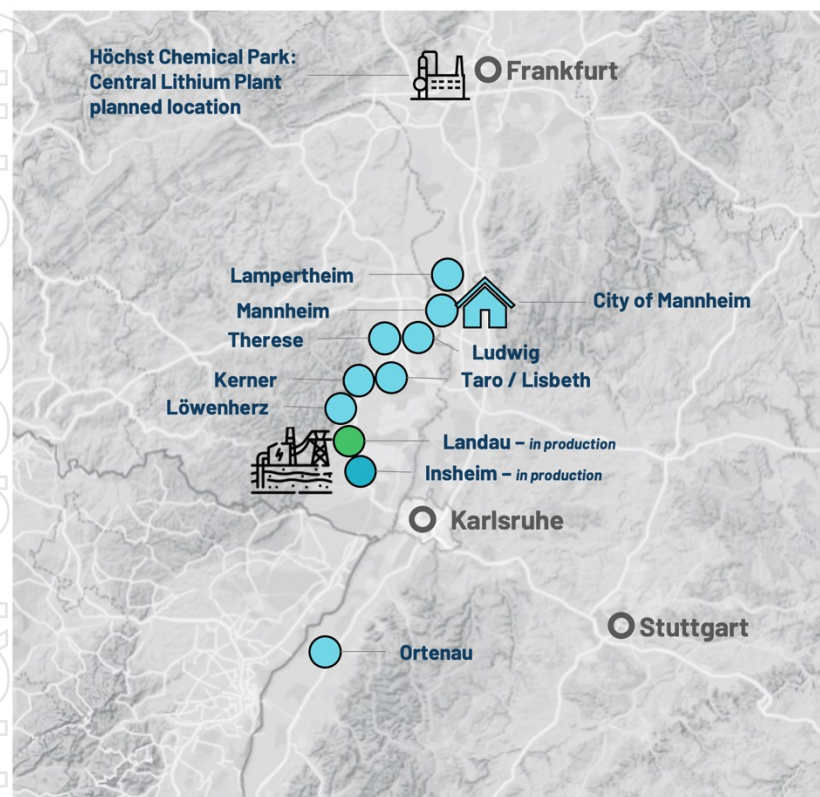 Höchst Chemical Park:
Central Lithium Plant
planned location
Frankfurt
Lampertheim
City of Mannheim
Mannheim
Therese
Ludwig
Kerner
Taro / Lisbeth
Löwenherz
Landau – in production
Insheim – in production
Karlsruhe
Stuttgart
Ortenau